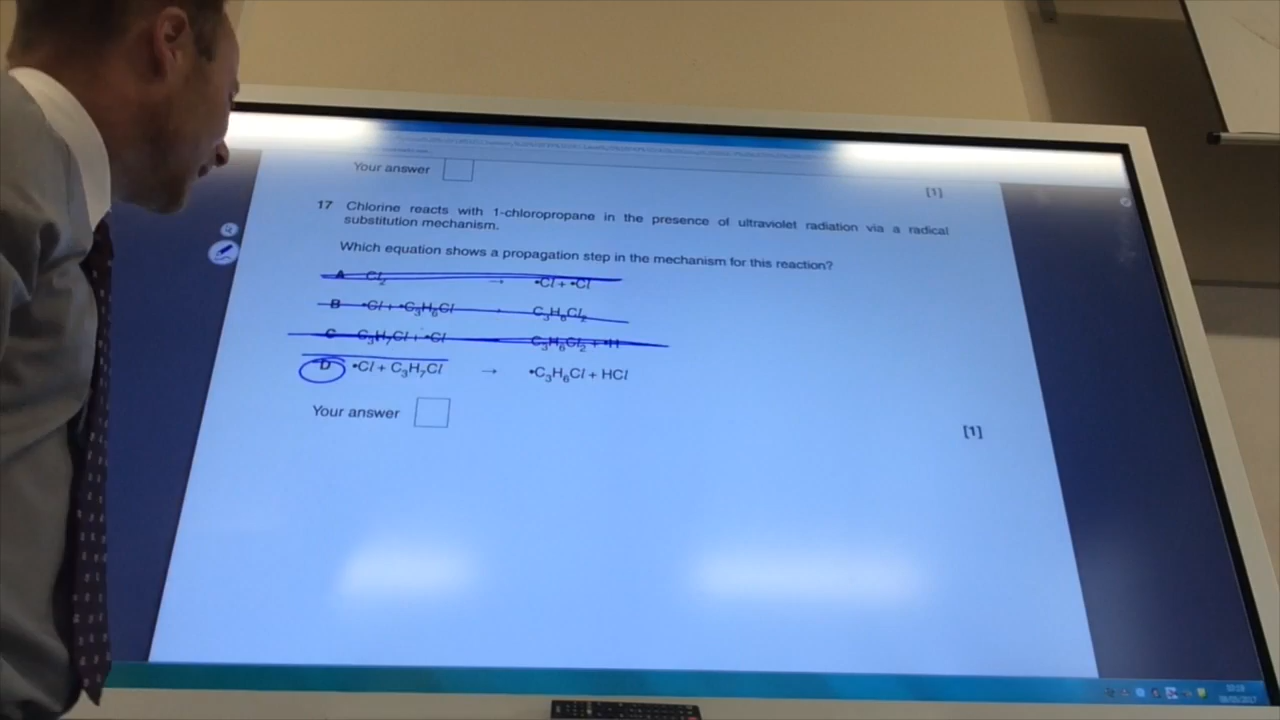 Your answer
[1]
17 Chlorine reacts with 1-chloropropane in the presence of ultraviolet radiation via a radical
substitution mechanism.
Which equation shows a propagation step in the mechanism for this reaction?
A Cl₂ → •Cl + •Cl
B •Cl + •C₃H₆Cl → C₃H₆Cl₂
C C₃H₇Cl + •Cl → C₃H₆Cl₂ + •H
D •Cl + C₃H₇Cl → •C₃H₆Cl + HCl
Your answer
[1]